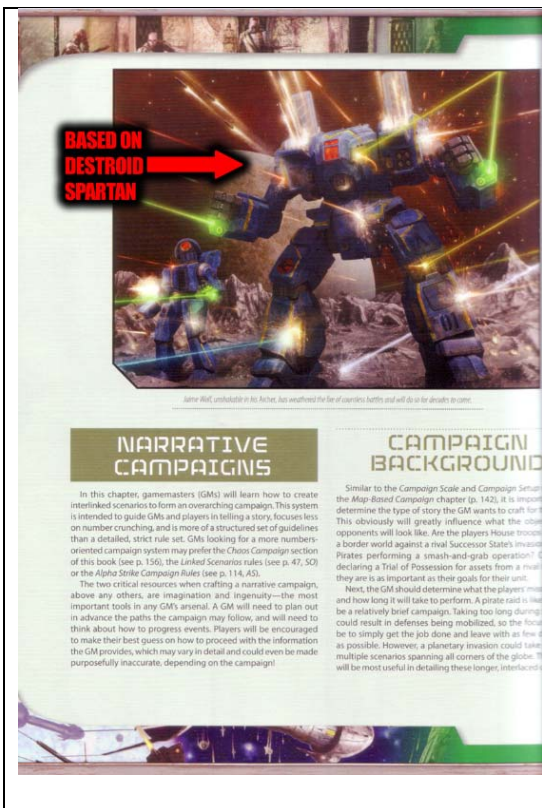 BASED ON
DESTROID
SPARTAN
Jaime Wolf, unshakable in his Archer, has weathered the fire of countless battles and will do so for decades to come.
NARRATIVE
CAMPAIGNS
In this chapter, gamemasters (GMs) will learn how to create
interlinked scenarios to form an overarching campaign. This system
is intended to guide GMs and players in telling a story, focuses less
on number crunching, and is more of a structured set of guidelines
than a detailed, strict rule set. GMs looking for a more numbers-
oriented campaign system may prefer the Chaos Campaign section
of this book (see p. 156), the Linked Scenarios rules (see p. 47, SO)
or the Alpha Strike Campaign Rules (see p. 114, AS).
The two critical resources when crafting a narrative campaign,
above any others, are imagination and ingenuity—the most
important tools in any GM's arsenal. A GM will need to plan out
in advance the paths the campaign may follow, and will need to
think about how to progress events. Players will be encouraged
to make their best guess on how to proceed with the information
the GM provides, which may vary in detail and could even be made
purposefully inaccurate, depending on the campaign!
CAMPAIGN
BACKGROUND
Similar to the Campaign Scale and Campaign Setup
the Map-Based Campaign chapter (p. 142), it is import
determine the type of story the GM wants to craft for
This obviously will greatly influence what the obje
opponents will look like. Are the players House troops
a border world against a rival Successor State's invasio
Pirates performing a smash-and-grab operation?
declaring a Trial of Possession for assets from a rival
they are is as important as their goals for their unit.
Next, the GM should determine what the players'
and how long it will take to perform. A pirate raid is like
be a relatively brief campaign. Taking too long during
could result in defenses being mobilized, so the focu
be to simply get the job done and leave with as few
as possible. However, a planetary invasion could take
multiple scenarios spanning all corners of the globe.
will be most useful in detailing these longer, interlaced
01